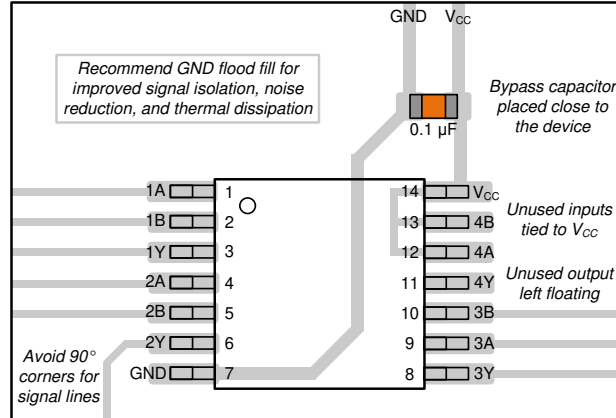 GND V_CC
Recommend GND flood fill for
improved signal isolation, noise
reduction, and thermal dissipation
Bypass capacitor
placed close to
the device
0.1 µF
1A 1 14 V_CC
1B 2 13 4B
1Y 3 12 4A
2A 4 11 4Y
2B 5 10 3B
2Y 6 9 3A
GND 7 8 3Y
Unused inputs
tied to V_CC
Unused output
left floating
Avoid 90°
corners for
signal lines